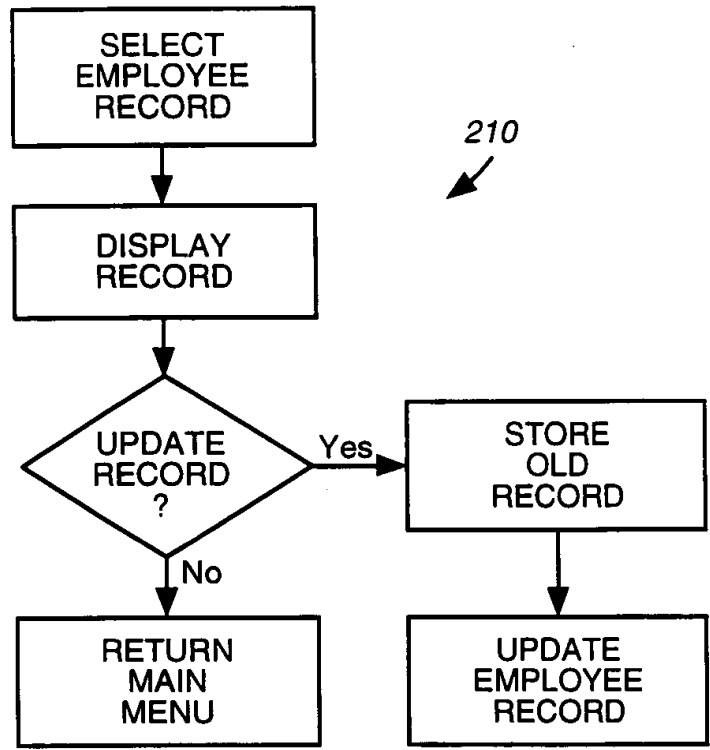 SELECT
EMPLOYEE
RECORD
210
DISPLAY
RECORD
UPDATE
RECORD
?
Yes
STORE
OLD
RECORD
No
RETURN
MAIN
MENU
UPDATE
EMPLOYEE
RECORD